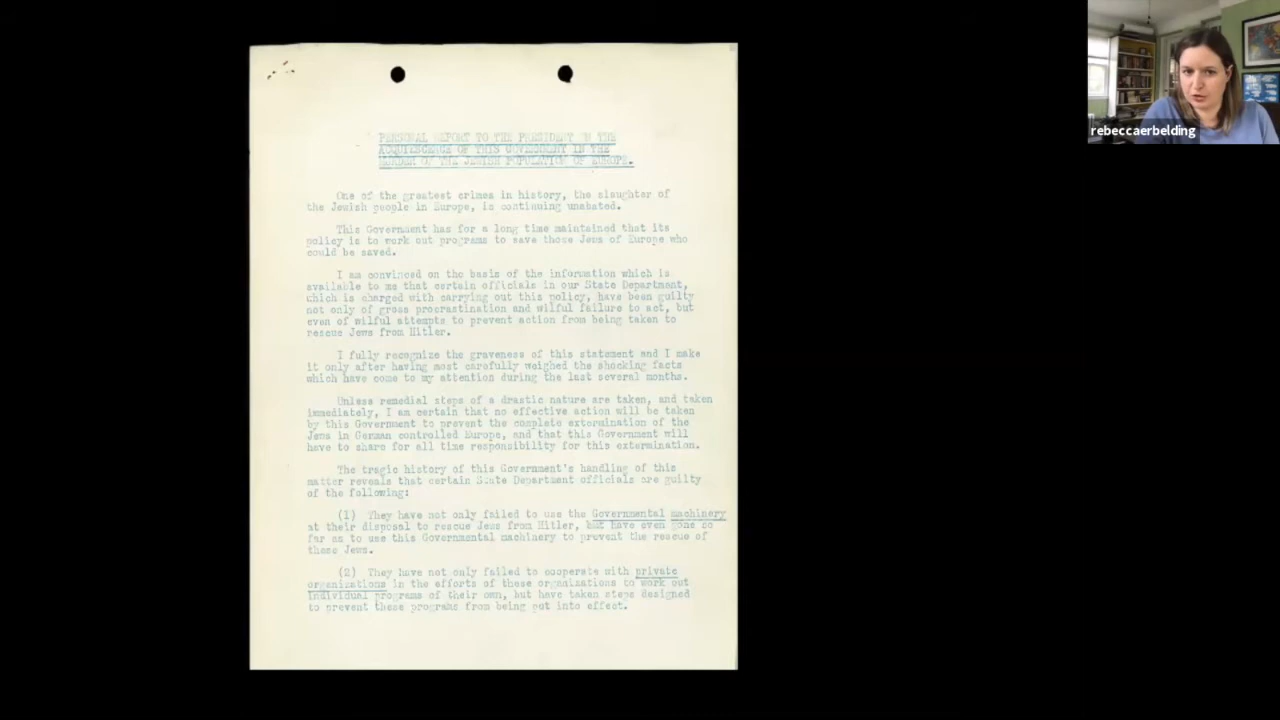 PERSONAL REPORT TO THE PRESIDENT ON THE
ACQUIESCENCE OF THIS GOVERNMENT IN THE
MURDER OF THE JEWISH POPULATION OF EUROPE.
One of the greatest crimes in history, the slaughter of
the Jewish people in Europe, is continuing unabated.
This Government has for a long time maintained that its
policy is to work out programs to save those Jews of Europe who
could be saved.
I am convinced on the basis of the information which is
available to me that certain officials in our State Department,
which is charged with carrying out this policy, have been guilty
not only of gross procrastination and wilful failure to act, but
even of wilful attempts to prevent action from being taken to
rescue Jews from Hitler.
I fully recognize the graveness of this statement and I make
it only after having most carefully weighed the shocking facts
which have come to my attention during the last several months.
Unless remedial steps of a drastic nature are taken, and taken
immediately, I am certain that no effective action will be taken
by this Government to prevent the complete extermination of the
Jews in German controlled Europe, and that this Government will
have to share for all time responsibility for this extermination.
The tragic history of this Government's handling of this
matter reveals that certain State Department officials are guilty
of the following:
(1) They have not only failed to use the Governmental machinery
at their disposal to rescue Jews from Hitler, but have even gone so
far as to use this Governmental machinery to prevent the rescue of
these Jews.
(2) They have not only failed to cooperate with private
organizations in the efforts of these organizations to work out
individual programs of their own, but have taken steps designed
to prevent these programs from being put into effect.
rebeccaerbelding